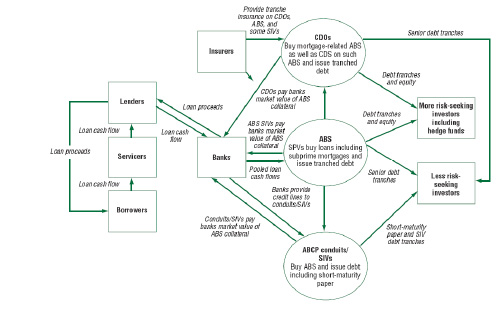 Provide tranche
insurance on CDOs,
ABS, and
some SIVs
Insurers
CDOs
Buy mortgage-related ABS
as well as CDS on such
ABS and issue tranched
debt
Senior debt tranches
Debt tranches
and equity
CDOs pay banks
market value of ABS
collateral
Lenders
Loan proceeds
More risk-seeking
investors
including
hedge funds
Debt tranches
and equity
ABS SIVs pay
banks market
value of ABS
collateral
Loan cash flow
Loan cash
flow
Loan
proceeds
Servicers
Banks
ABS
SPVs buy loans including
subprime mortgages and
issue tranched debt
Pooled loan
cash flows
Senior debt
tranches
Less risk-
seeking
investors
Loan cash flow
Borrowers
Banks provide
credit lines to
conduits/SIVs
Conduits/SIVs pay
banks market value of
ABS collateral
Short-maturity
paper and SIV
debt tranches
ABCP conduits/
SIVs
Buy ABS and issue debt
including short-maturity
paper